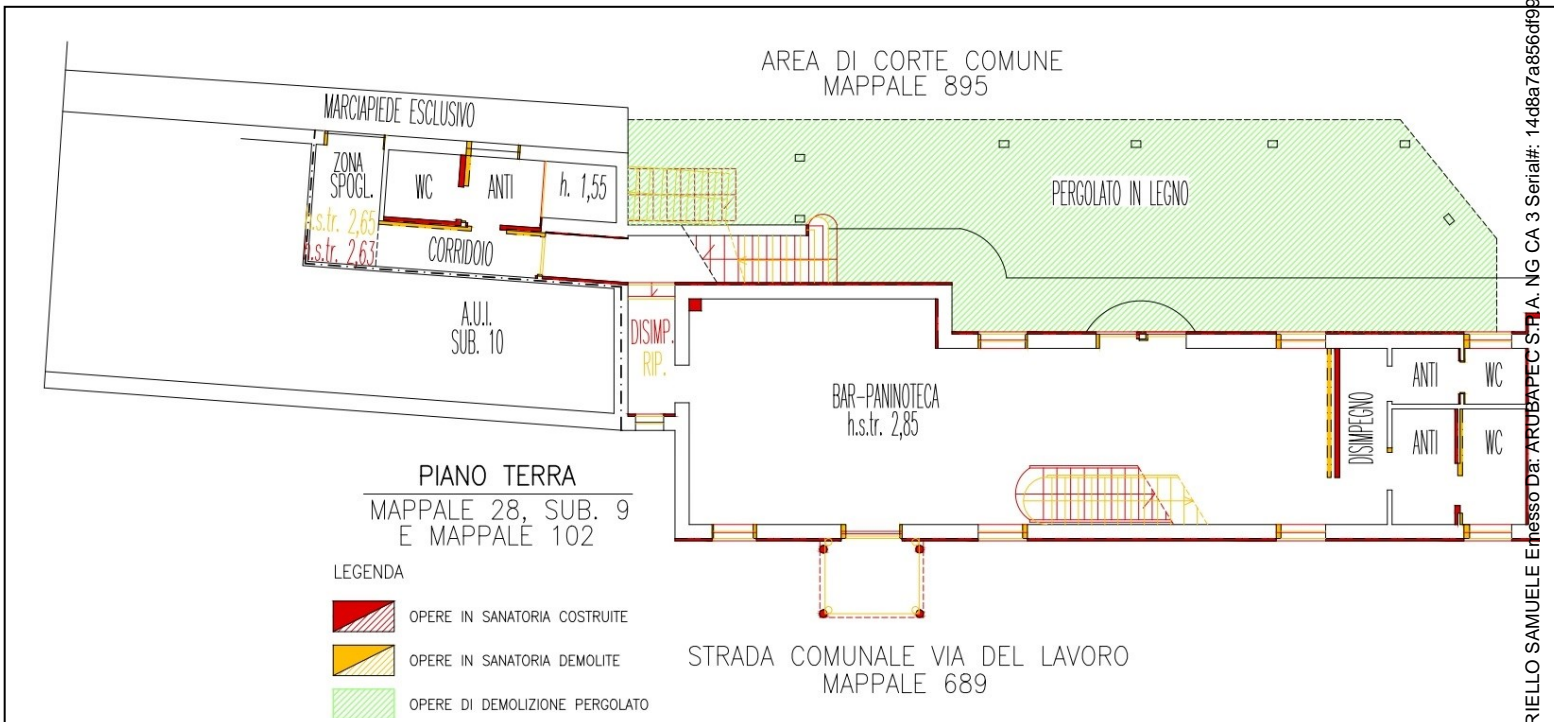 AREA DI CORTE COMUNE
MAPPALE 895
MARCIAPIEDE ESCLUSIVO
ZONA
SPOGL.
h.s.tr. 2,65
h.s.tr. 2,63
WC
ANTI
h. 1,55
CORRIDOIO
PERGOLATO IN LEGNO
A.U.I.
SUB. 10
DISIMP.
RIP.
BAR-PANINOTECA
h.s.tr. 2,85
DISIMPEGNO
ANTI
WC
ANTI
WC
PIANO TERRA
MAPPALE 28, SUB. 9
E MAPPALE 102
LEGENDA
OPERE IN SANATORIA COSTRUITE
OPERE IN SANATORIA DEMOLITE
OPERE DI DEMOLIZIONE PERGOLATO
STRADA COMUNALE VIA DEL LAVORO
MAPPALE 689
RIELLO SAMUELE Emesso Da: ARUBAPEC S.P.A. NG CA 3 Serial#: 14d8a7a856df99